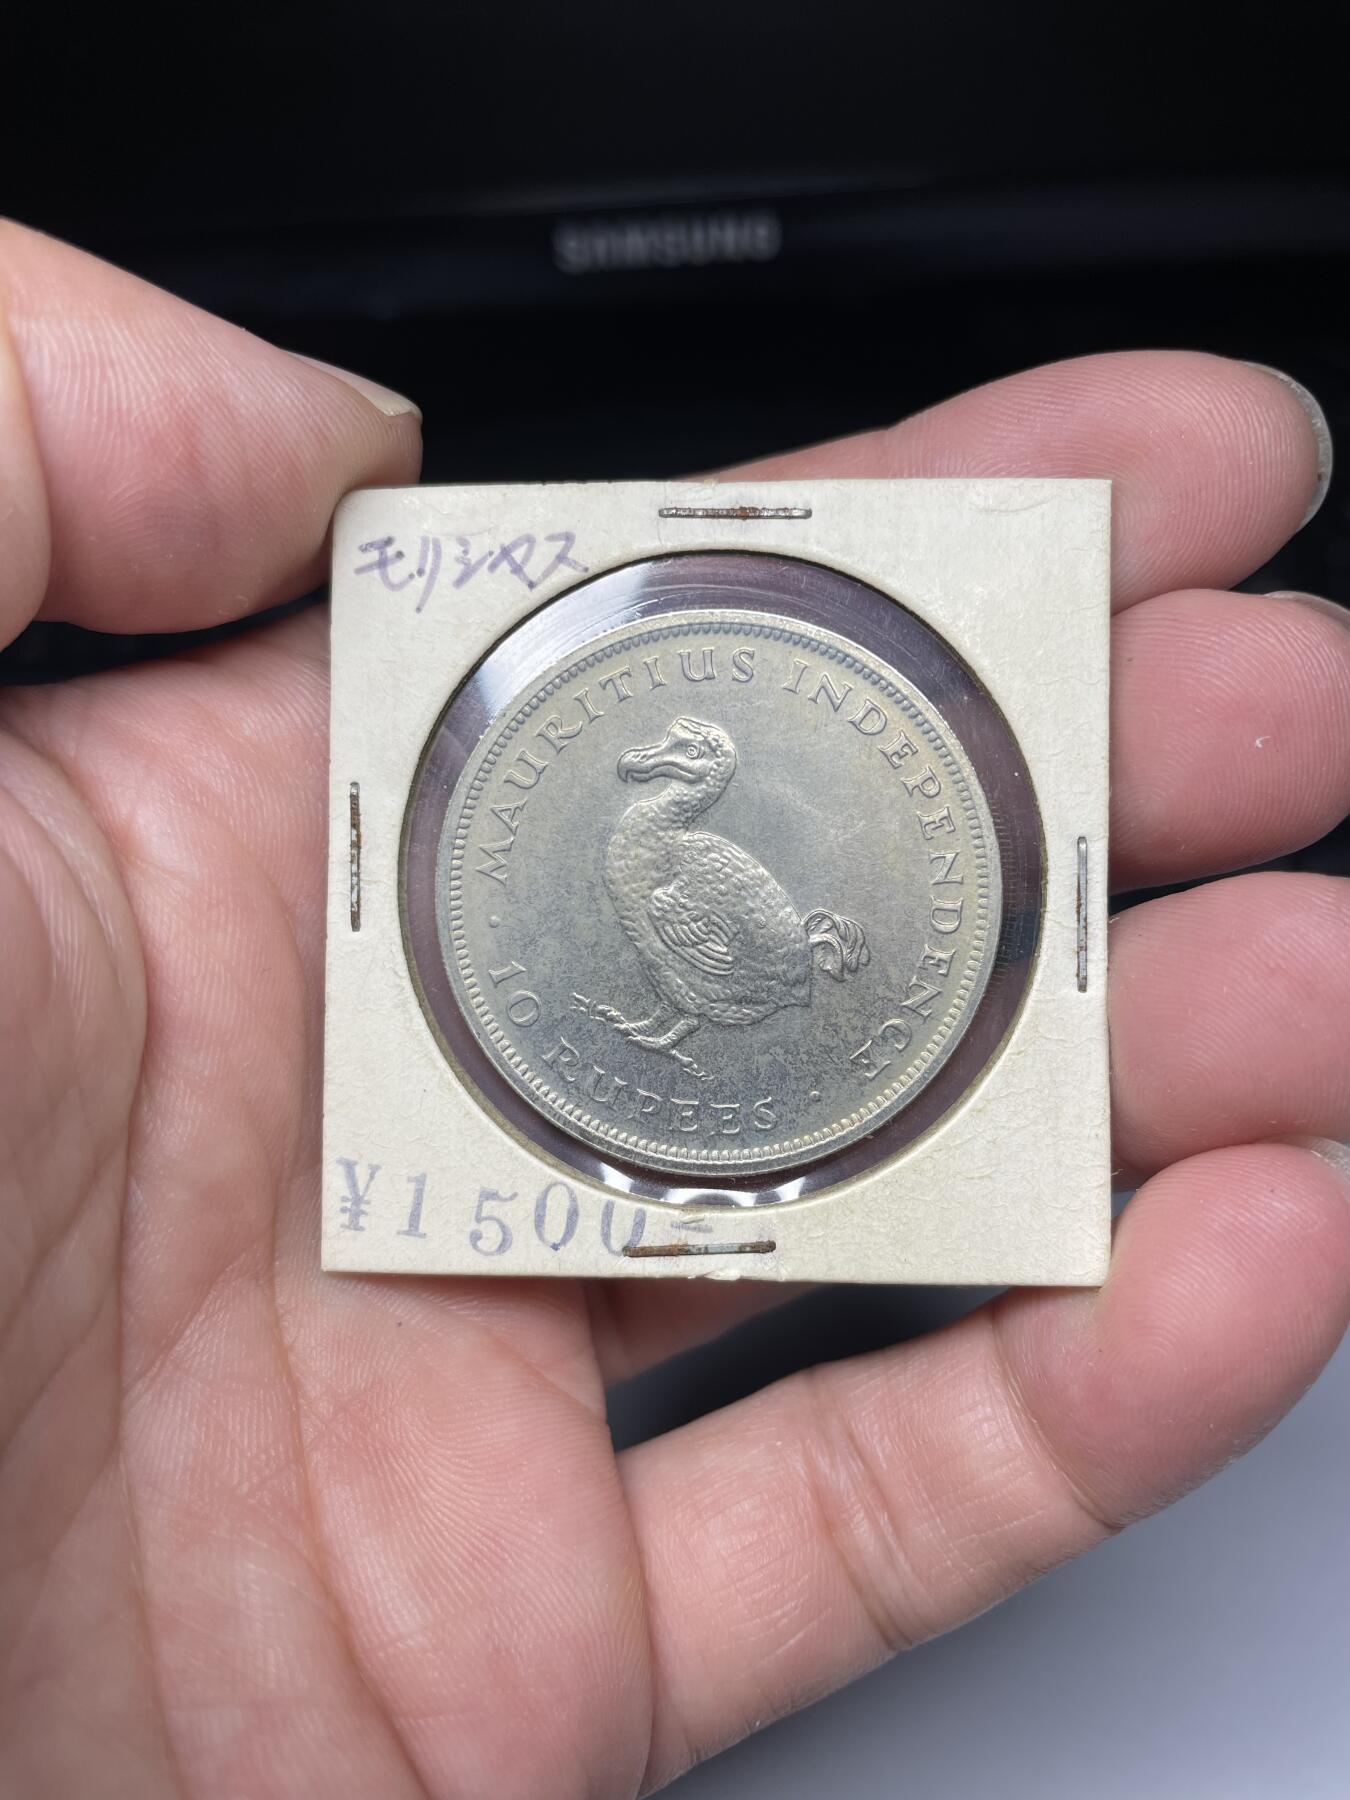 SAMSUNG
モリシャス
· MAURITIUS INDEPENDENCE ·
10 RUPEES
¥1500-